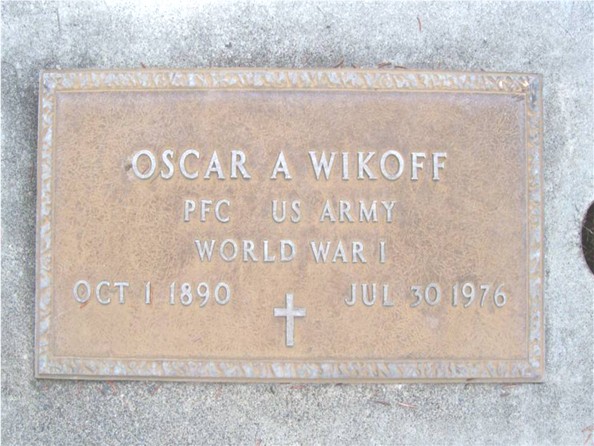 OSCAR A WIKOFF
PFC US ARMY
WORLD WAR I
OCT 1 1890 JUL 30 1976